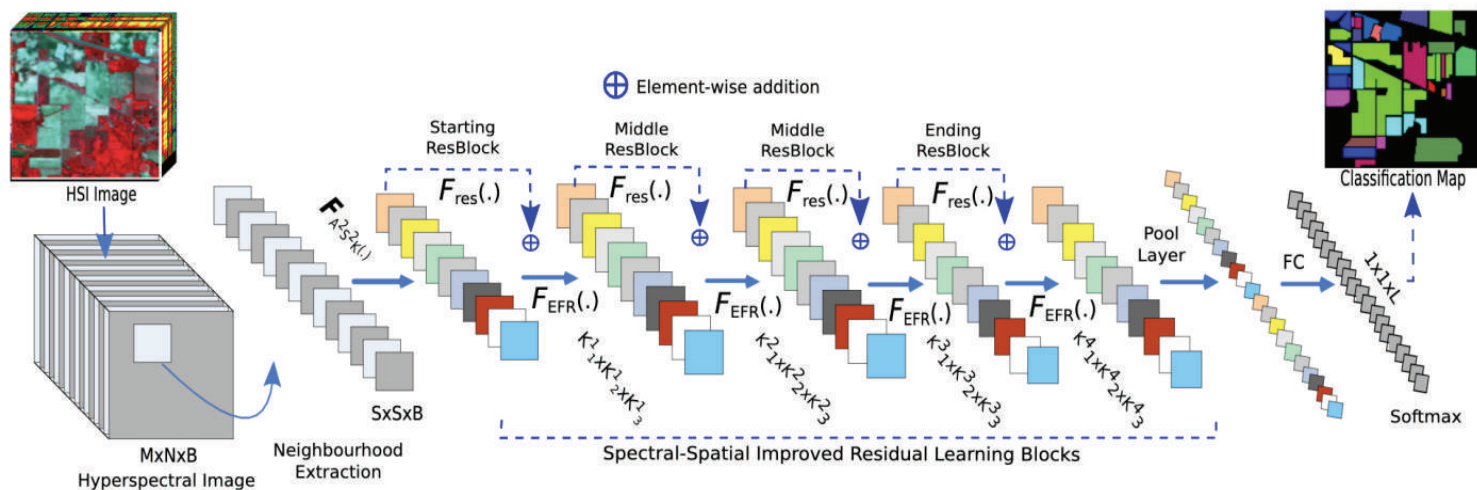 HSI Image
MxNxB
Hyperspectral Image
Neighbourhood
Extraction
SxSxB
F A²S²K(.)
⊕ Element-wise addition
Starting
ResBlock
Middle
ResBlock
Middle
ResBlock
Ending
ResBlock
Fres(.)
Fres(.)
Fres(.)
Fres(.)
⊕
⊕
⊕
⊕
FEFR(.)
FEFR(.)
FEFR(.)
FEFR(.)
K¹₁xK¹₂xK¹₃
K²₁xK²₂xK²₃
K³₁xK³₂xK³₃
K⁴₁xK⁴₂xK⁴₃
Spectral-Spatial Improved Residual Learning Blocks
Pool
Layer
FC
1x1xL
Softmax
Classification Map